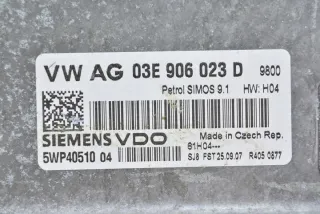 VW AG 03E 906 023 D 9800
Petrol SIMOS 9.1 HW: H04
SIEMENS VDO Made in Czech Rep.
5WP40510 04 S1H04---
SJ8 FST 25.09.07 R405 0877